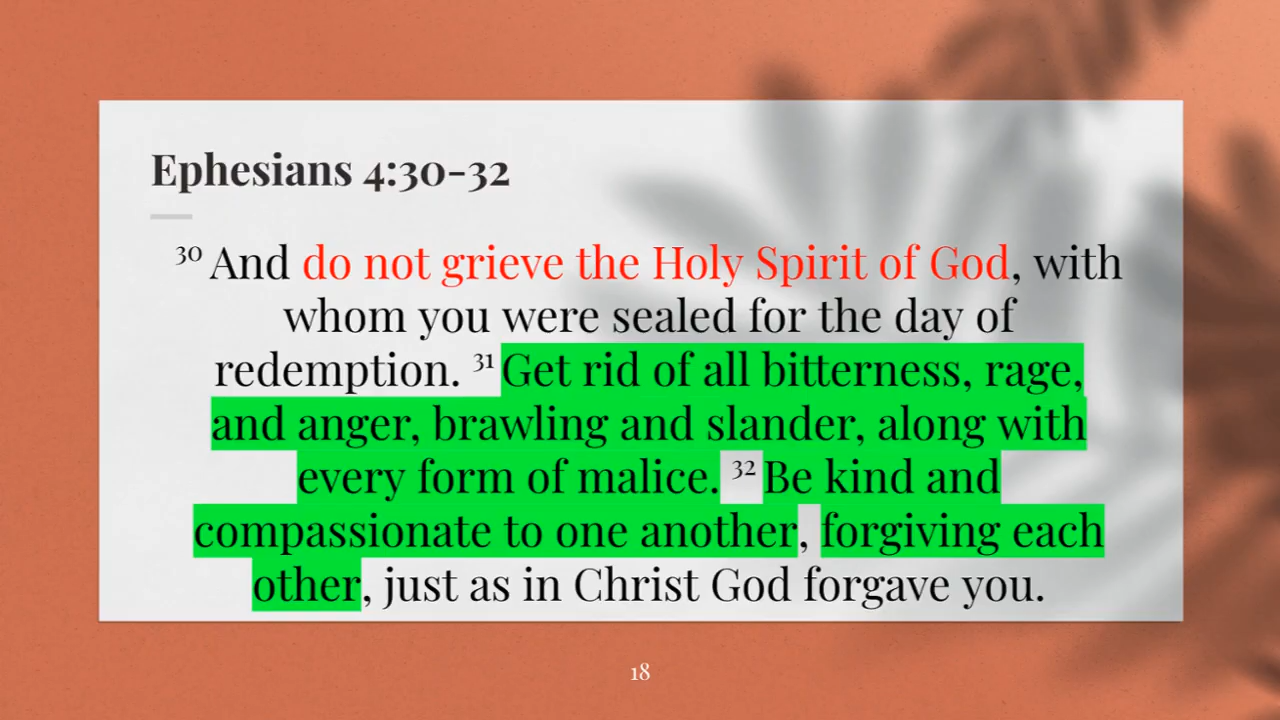 Ephesians 4:30-32
³⁰ And do not grieve the Holy Spirit of God, with
whom you were sealed for the day of
redemption. ³¹ Get rid of all bitterness, rage,
and anger, brawling and slander, along with
every form of malice. ³² Be kind and
compassionate to one another, forgiving each
other, just as in Christ God forgave you.
18